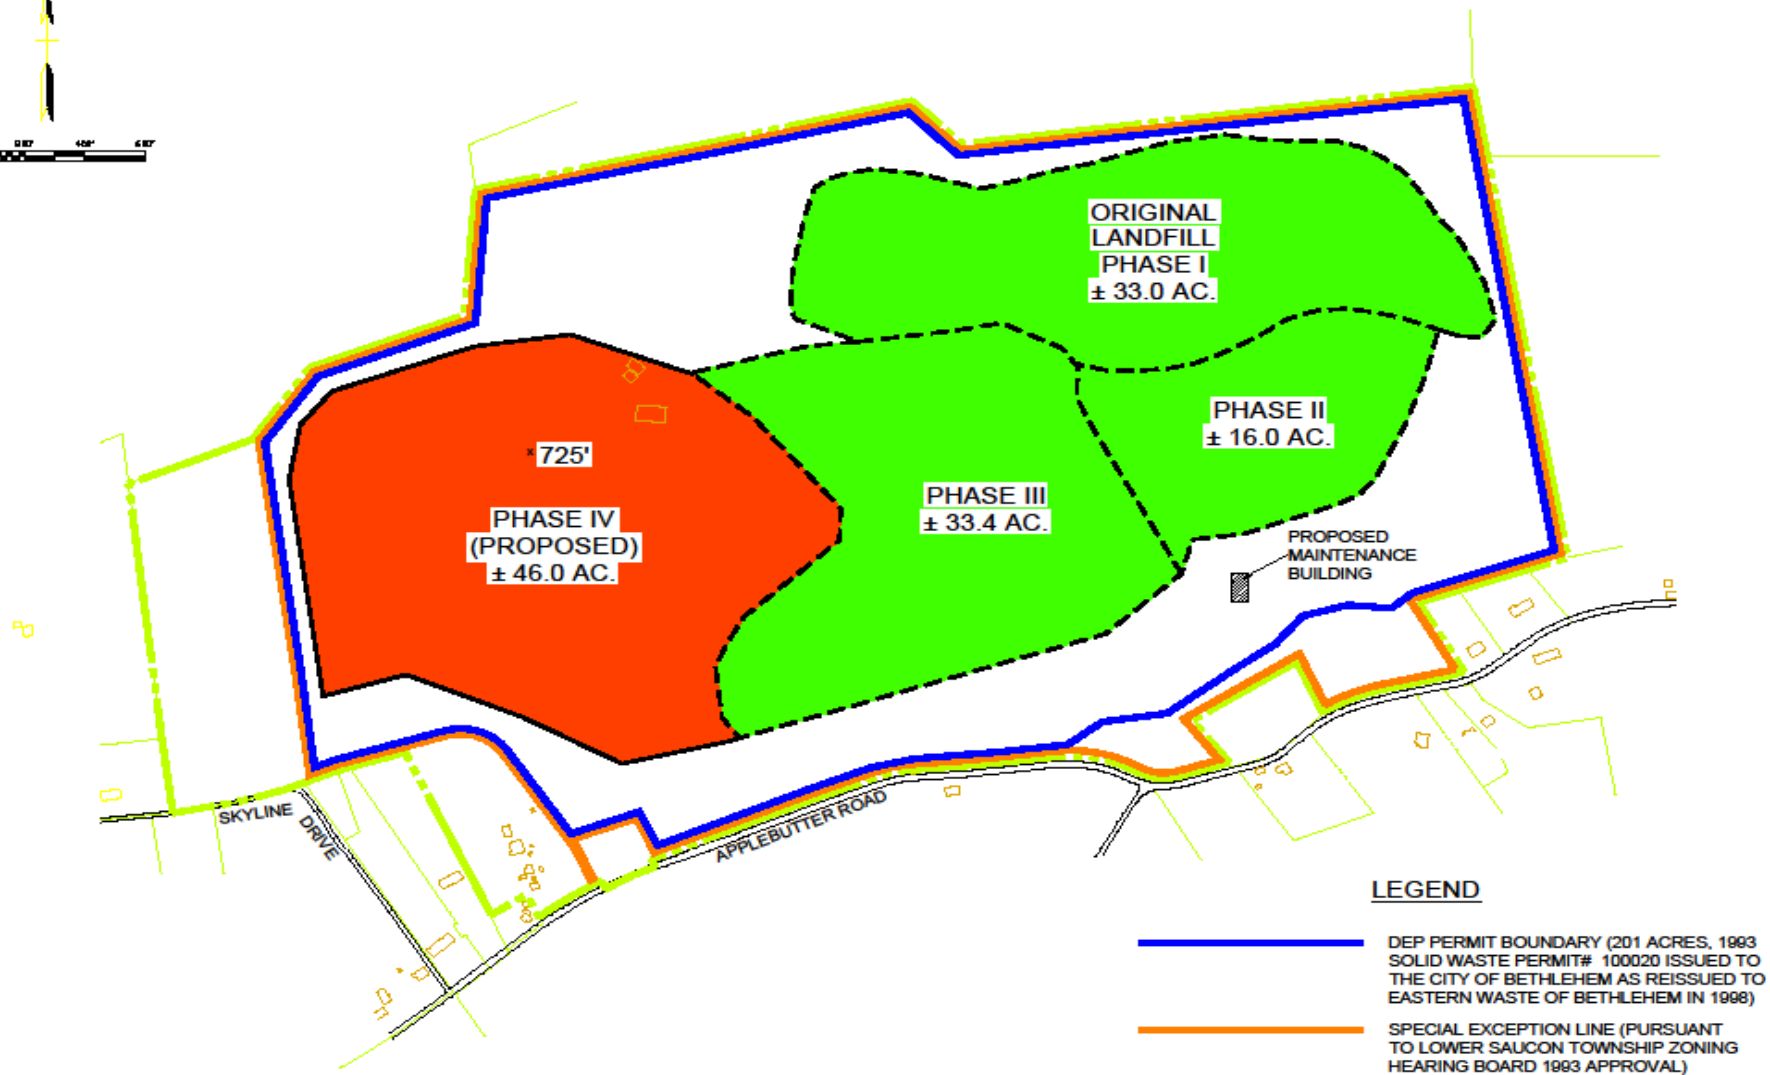 ORIGINAL
LANDFILL
PHASE I
± 33.0 AC.
PHASE II
± 16.0 AC.
725'
PHASE III
± 33.4 AC.
PHASE IV
(PROPOSED)
± 46.0 AC.
PROPOSED
MAINTENANCE
BUILDING
SKYLINE
DRIVE
APPLEBUTTER ROAD
LEGEND
DEP PERMIT BOUNDARY (201 ACRES, 1993
SOLID WASTE PERMIT# 100020 ISSUED TO
THE CITY OF BETHLEHEM AS REISSUED TO
EASTERN WASTE OF BETHLEHEM IN 1998)
SPECIAL EXCEPTION LINE (PURSUANT
TO LOWER SAUCON TOWNSHIP ZONING
HEARING BOARD 1993 APPROVAL)